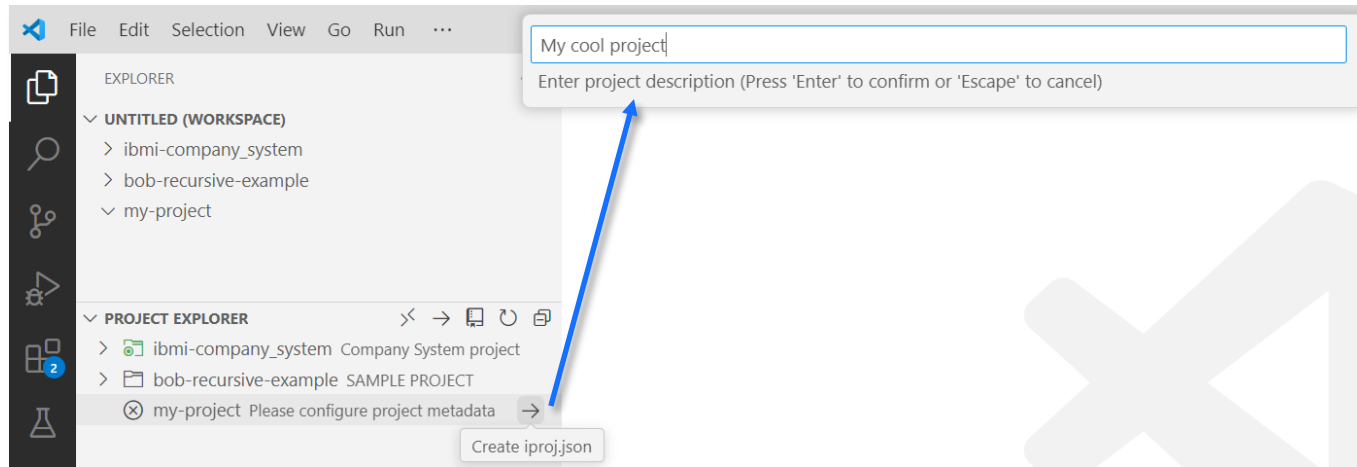 File Edit Selection View Go Run ...
My cool project
Enter project description (Press 'Enter' to confirm or 'Escape' to cancel)
EXPLORER
UNTITLED (WORKSPACE)
ibmi-company_system
bob-recursive-example
my-project
PROJECT EXPLORER
ibmi-company_system Company System project
bob-recursive-example SAMPLE PROJECT
my-project Please configure project metadata
Create iproj.json
2